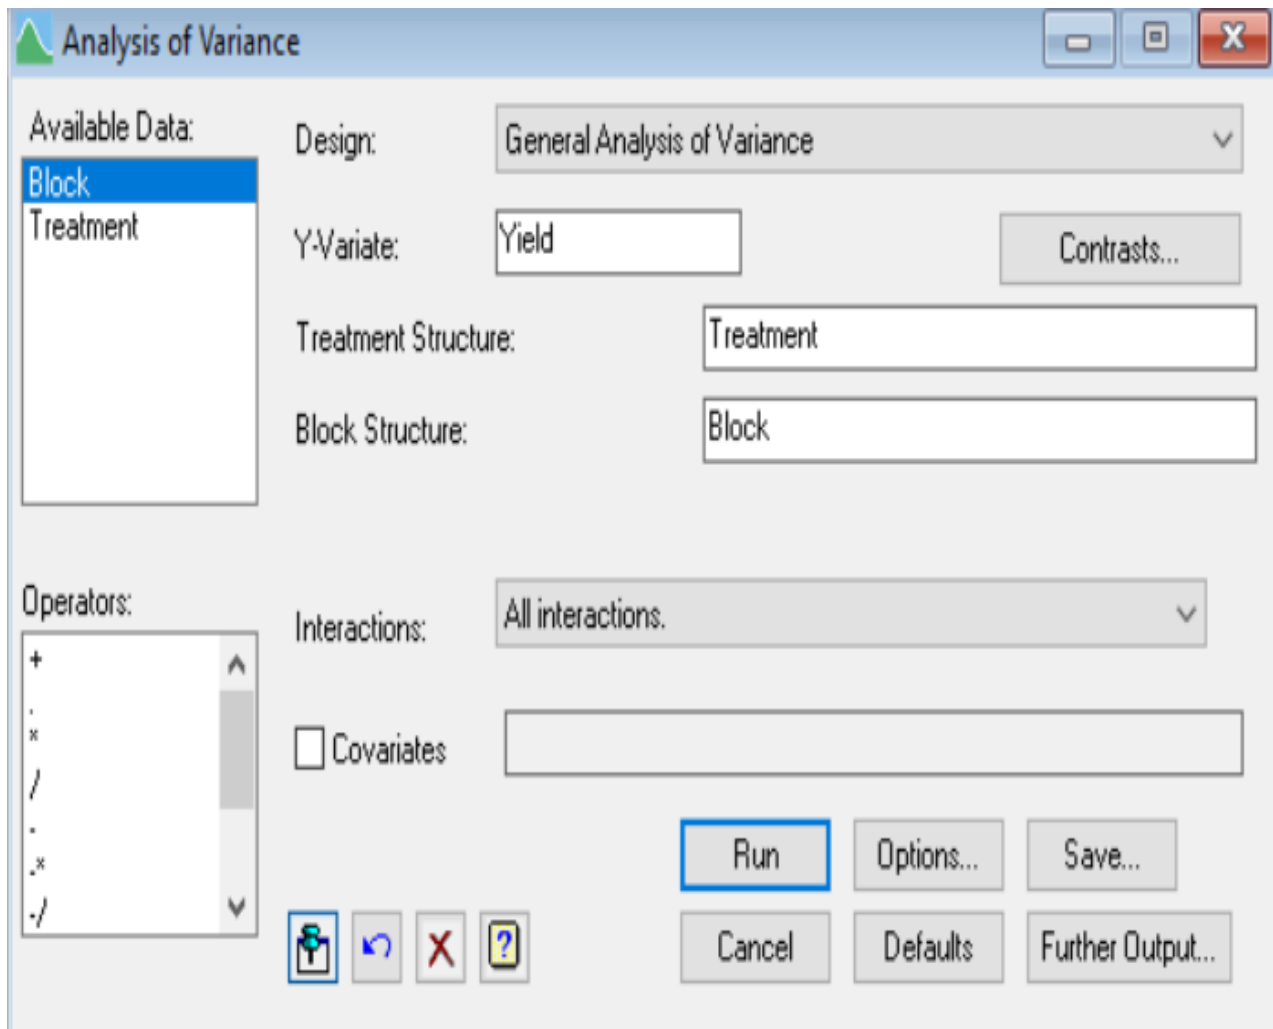 Analysis of Variance
Available Data:
Block
Treatment
Design:
General Analysis of Variance
Y-Variate:
Yield
Contrasts...
Treatment Structure:
Treatment
Block Structure:
Block
Operators:
+
.
*
/
-
-*
-/
Interactions:
All interactions.
Covariates
Run
Options...
Save...
?
Cancel
Defaults
Further Output...